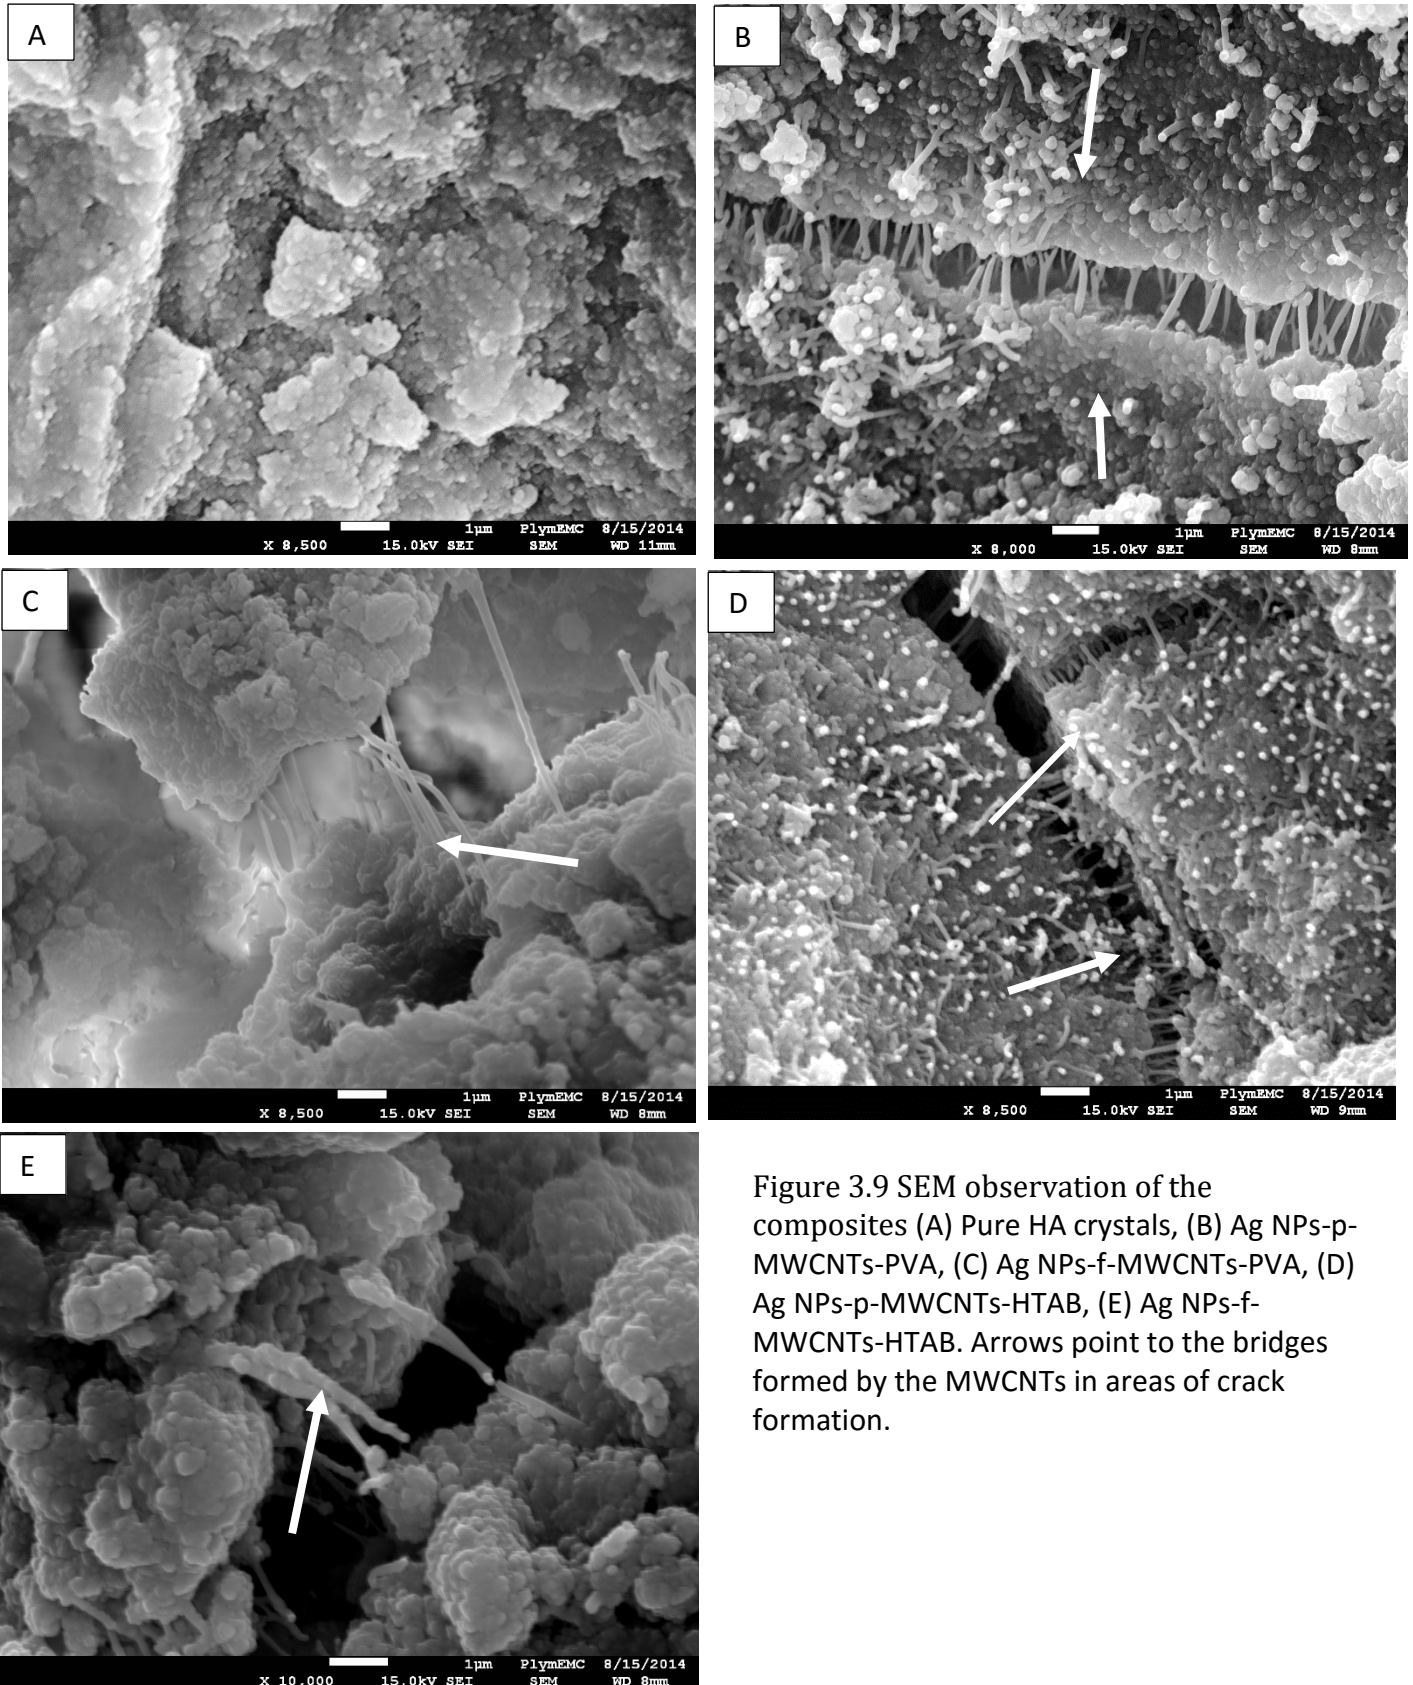 A
1µm PlymEMC 8/15/2014
X 8,500 15.0kV SEI SEM WD 11mm
B
1µm PlymEMC 8/15/2014
X 8,000 15.0kV SEI SEM WD 8mm
C
1µm PlymEMC 8/15/2014
X 8,500 15.0kV SEI SEM WD 8mm
D
1µm PlymEMC 8/15/2014
X 8,500 15.0kV SEI SEM WD 9mm
E
1µm PlymEMC 8/15/2014
X 10,000 15.0kV SEI SEM WD 8mm
Figure 3.9 SEM observation of the
composites (A) Pure HA crystals, (B) Ag NPs-p-
MWCNTs-PVA, (C) Ag NPs-f-MWCNTs-PVA, (D)
Ag NPs-p-MWCNTs-HTAB, (E) Ag NPs-f-
MWCNTs-HTAB. Arrows point to the bridges
formed by the MWCNTs in areas of crack
formation.